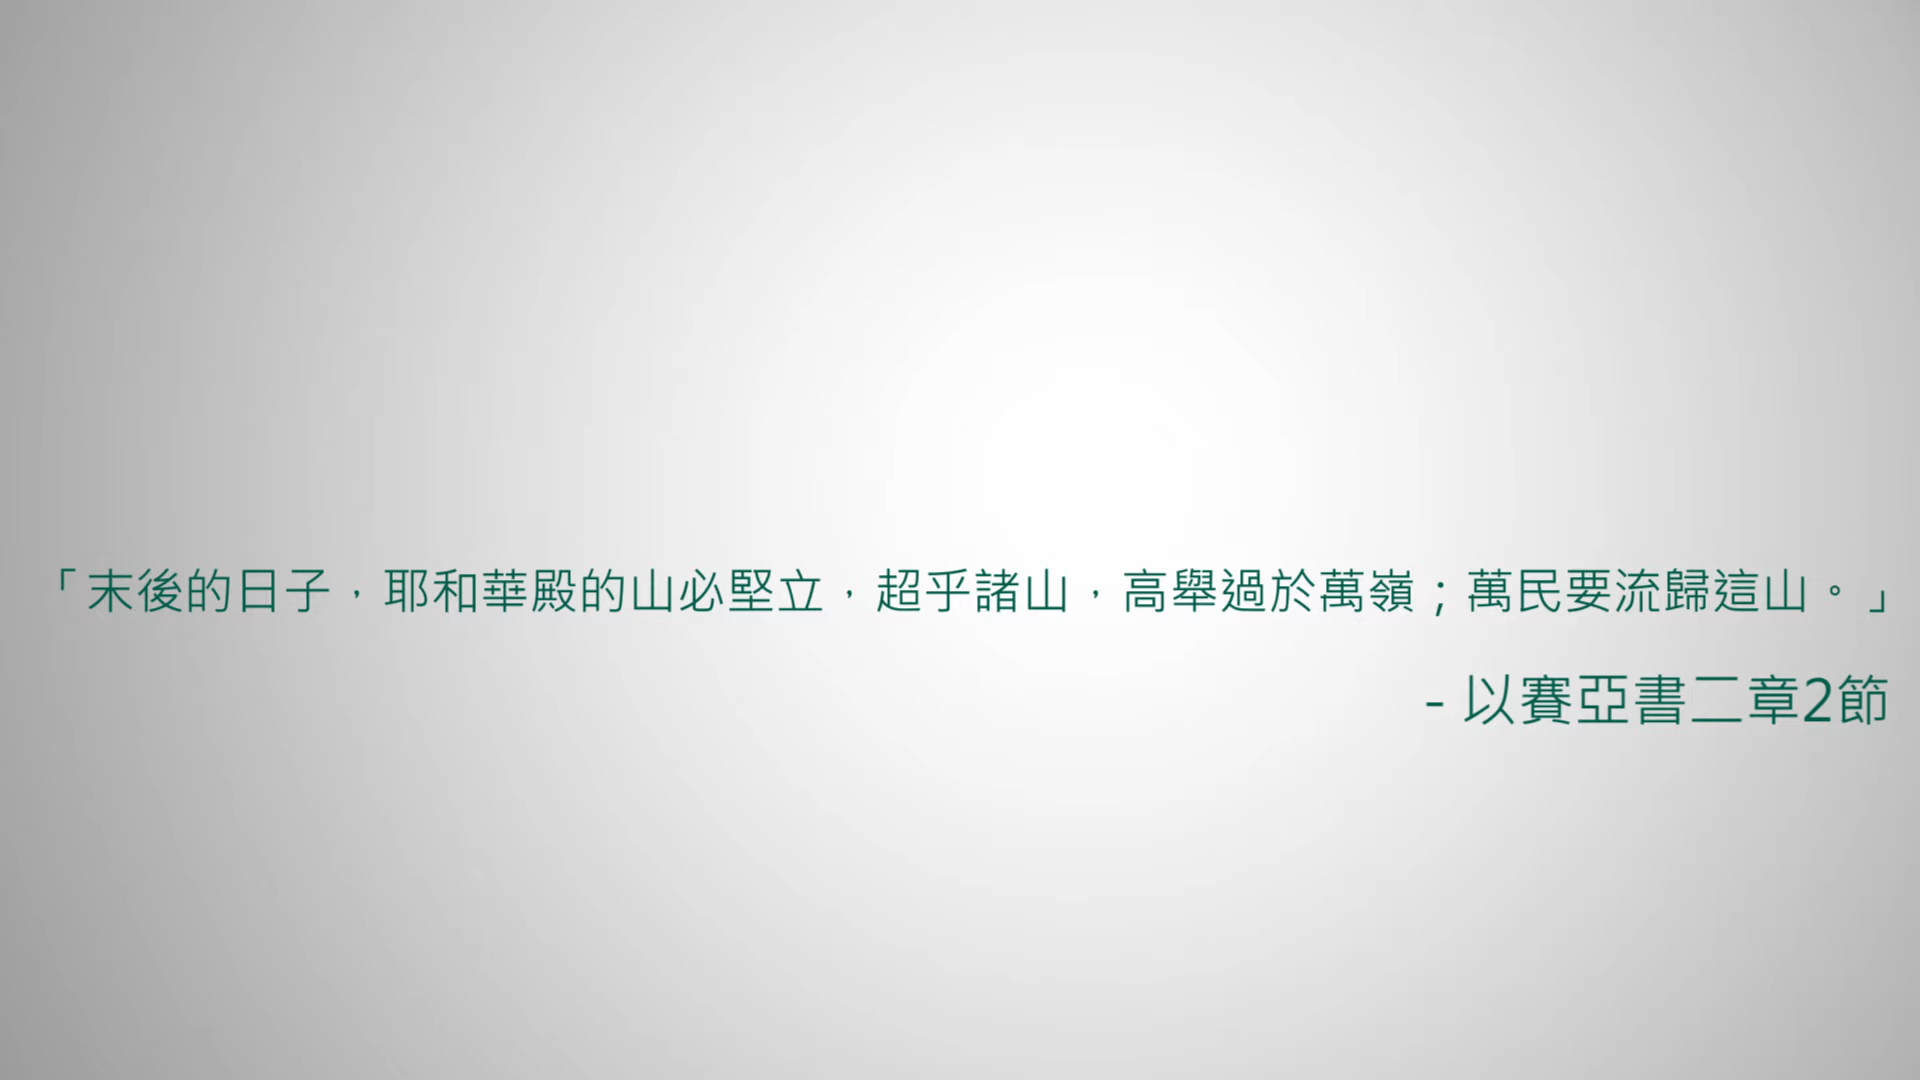 「末後的日子，耶和華殿的山必堅立，超乎諸山，高舉過於萬嶺；萬民要流歸這山。」
- 以賽亞書二章2節